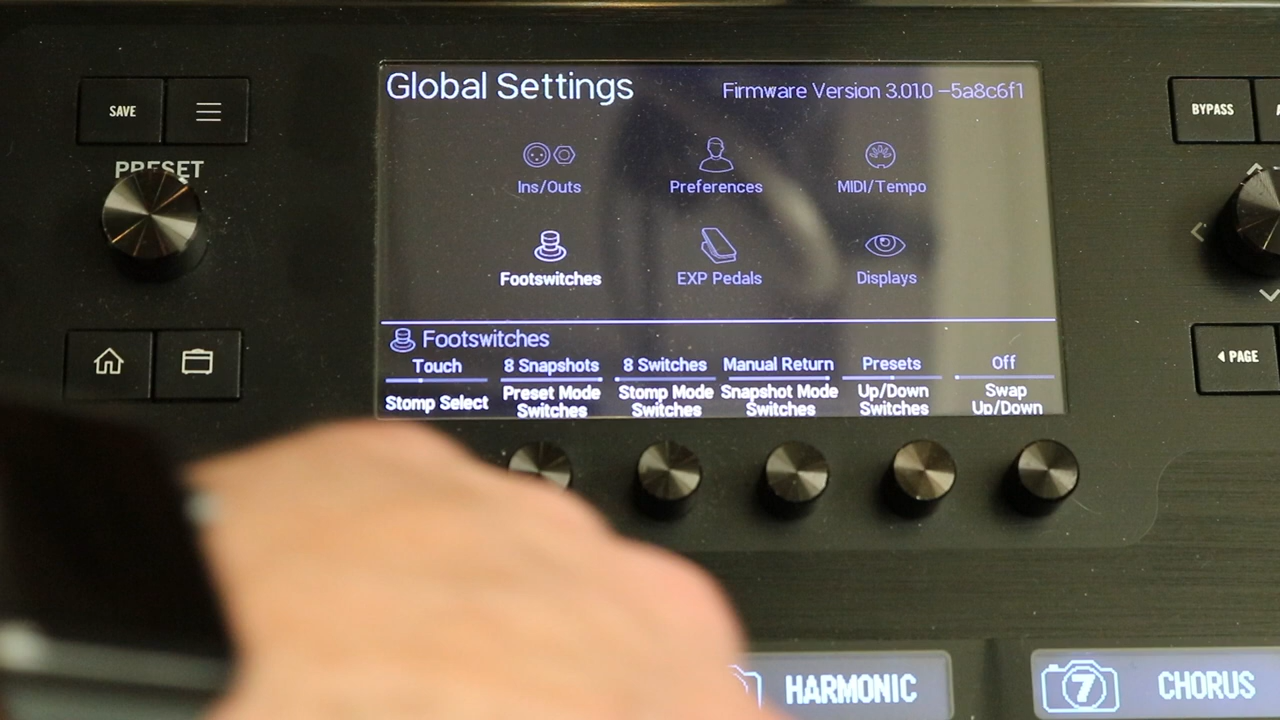 Global Settings
Firmware Version 3.01.0 –5a8c6f1
SAVE
BYPASS
PRESET
Ins/Outs
Preferences
MIDI/Tempo
Footswitches
EXP Pedals
Displays
Footswitches
Touch
8 Snapshots
8 Switches
Manual Return
Presets
Off
Stomp Select
Preset Mode
Switches
Stomp Mode
Switches
Snapshot Mode
Switches
Up/Down
Switches
Swap
Up/Down
PAGE
HARMONIC
7
CHORUS